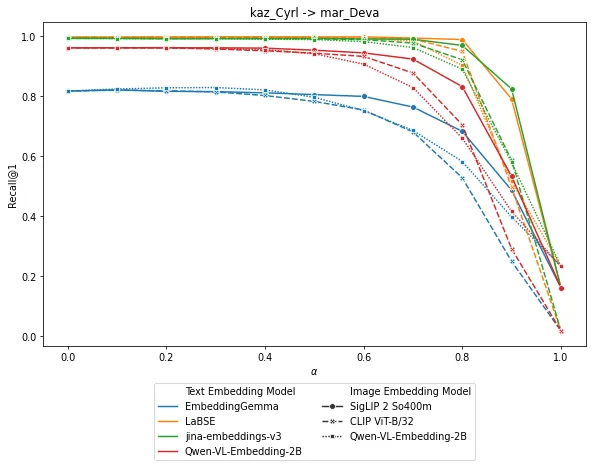 kaz_Cyrl -> mar_Deva
Recall@1
1.0
0.8
0.6
0.4
0.2
0.0
0.0 0.2 0.4 0.6 0.8 1.0
α
Text Embedding Model
EmbeddingGemma
LaBSE
jina-embeddings-v3
Qwen-VL-Embedding-2B
Image Embedding Model
SigLIP 2 So400m
CLIP ViT-B/32
Qwen-VL-Embedding-2B